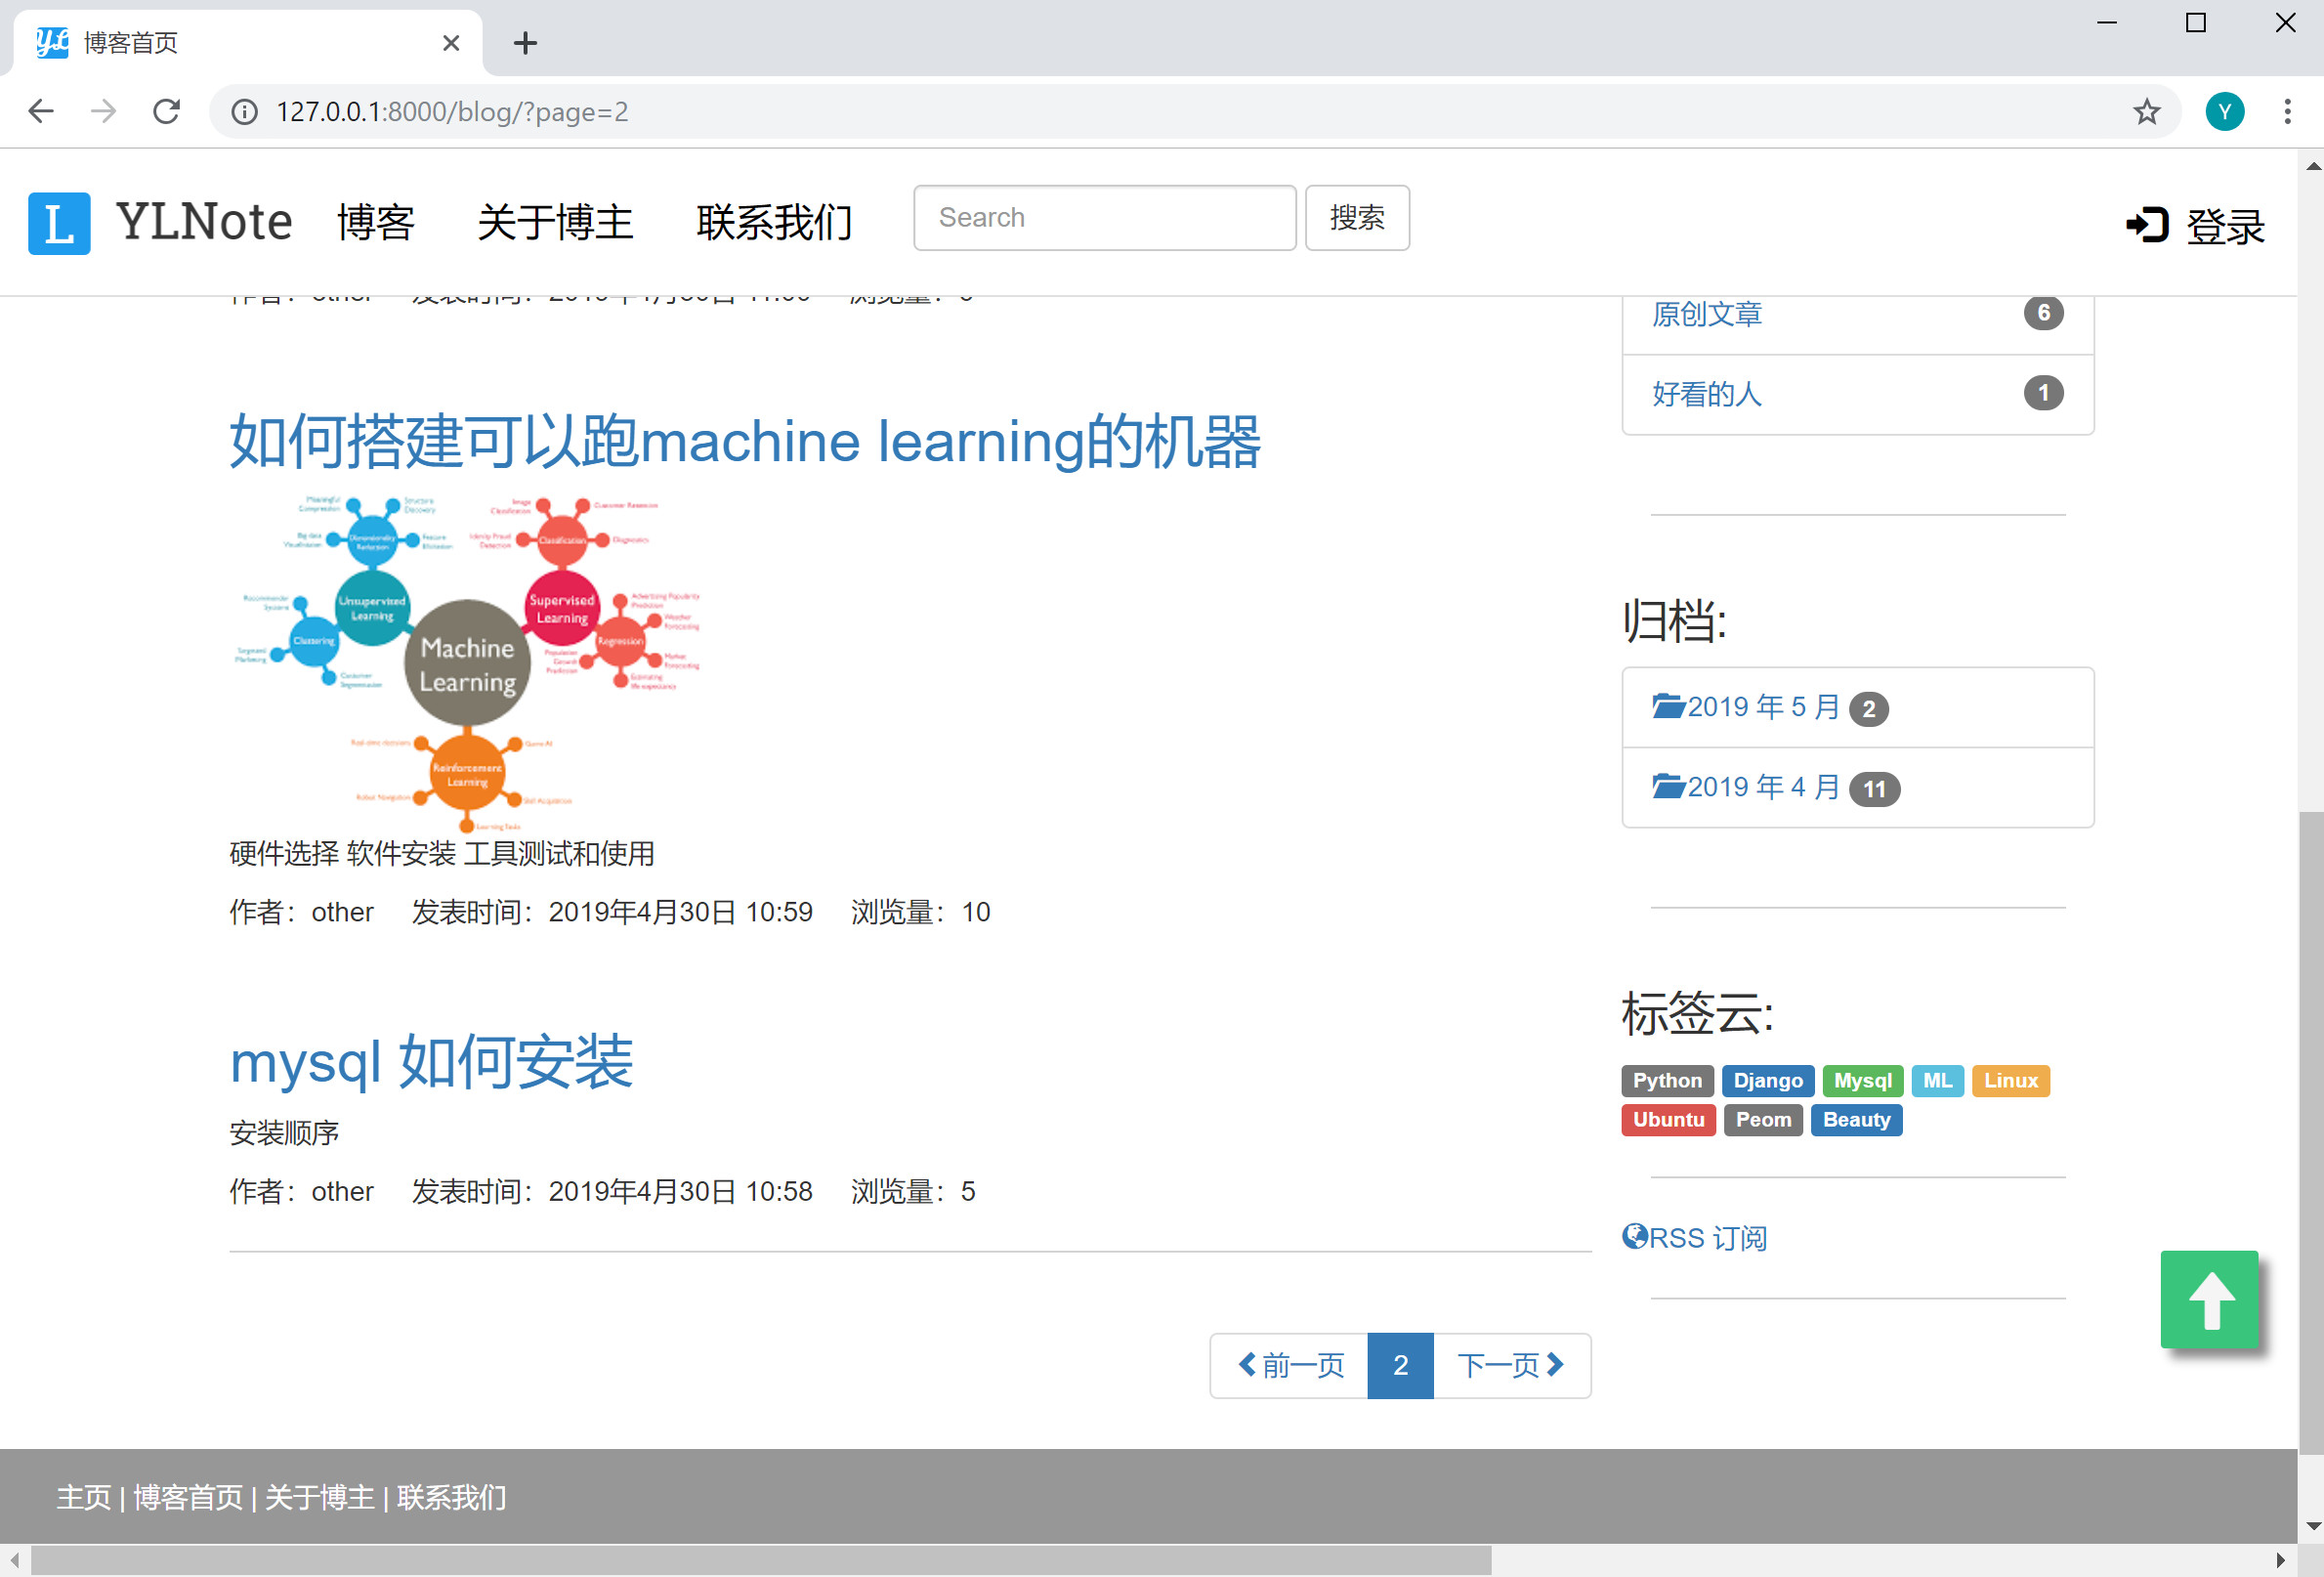 博客首页
127.0.0.1:8000/blog/?page=2
Y
L YLNote 博客 关于博主 联系我们 Search 搜索 登录
原创文章 6
好看的人 1
如何搭建可以跑machine learning的机器
Unsupervised Learning
Supervised Learning
Machine Learning
Classification
Clustering
Regression
Reinforcement Learning
硬件选择 软件安装 工具测试和使用
作者：other 发表时间：2019年4月30日 10:59 浏览量：10
mysql 如何安装
安装顺序
作者：other 发表时间：2019年4月30日 10:58 浏览量：5
前一页 2 下一页
归档:
2019 年 5 月 2
2019 年 4 月 11
标签云:
Python Django Mysql ML Linux
Ubuntu Peom Beauty
RSS 订阅
主页 | 博客首页 | 关于博主 | 联系我们